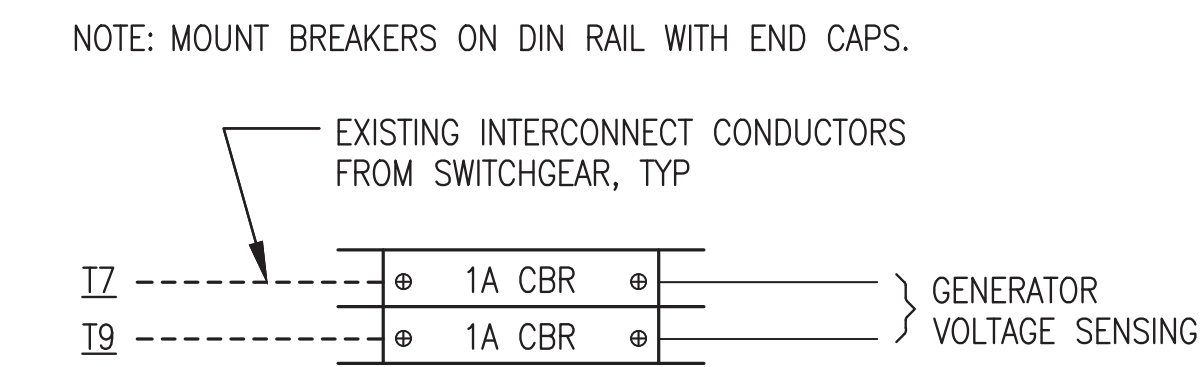 NOTE: MOUNT BREAKERS ON DIN RAIL WITH END CAPS.
EXISTING INTERCONNECT CONDUCTORS
FROM SWITCHGEAR, TYP
T7
1A CBR
T9
1A CBR
GENERATOR
VOLTAGE SENSING